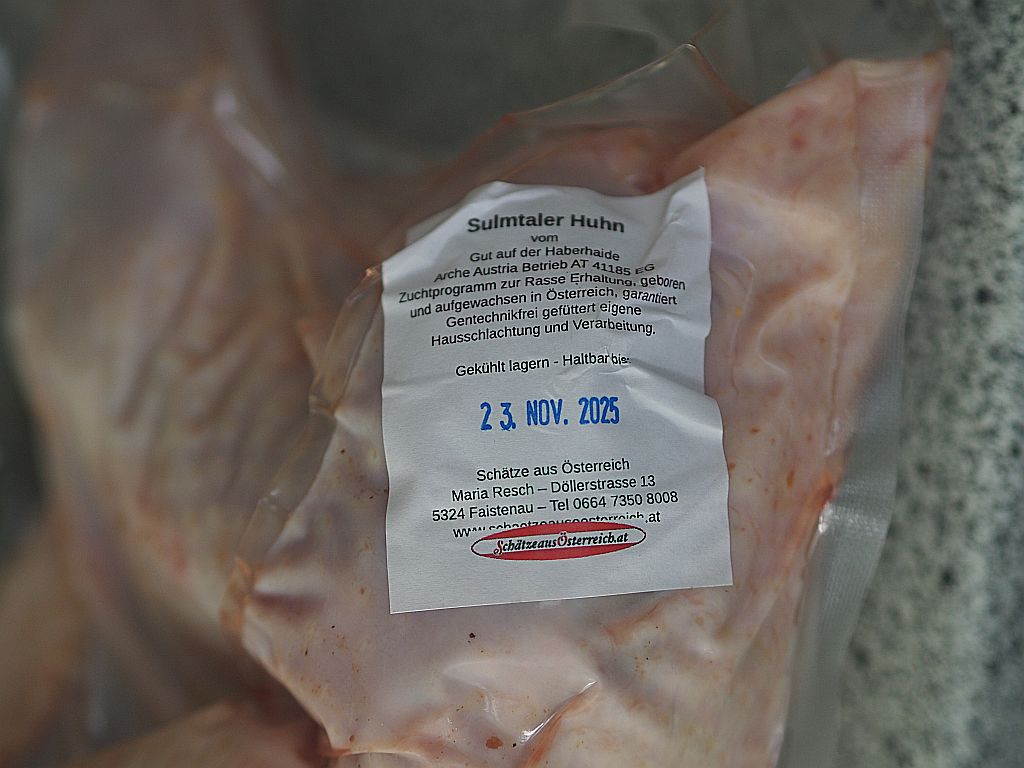 Sulmtaler Huhn
vom
Gut auf der Haberhaide
Arche Austria Betrieb AT 41185 EG
Zuchtprogramm zur Rasse Erhaltung, geboren
und aufgewachsen in Österreich, garantiert
Gentechnikfrei gefüttert eigene
Hausschlachtung und Verarbeitung,
Gekühlt lagern - Haltbar bis:
23. NOV. 2025
Schätze aus Österreich
Maria Resch – Döllerstrasse 13
5324 Faistenau – Tel 0664 7350 8008
www.schaetzeausoesterreich.at
SchätzeausÖsterreich.at